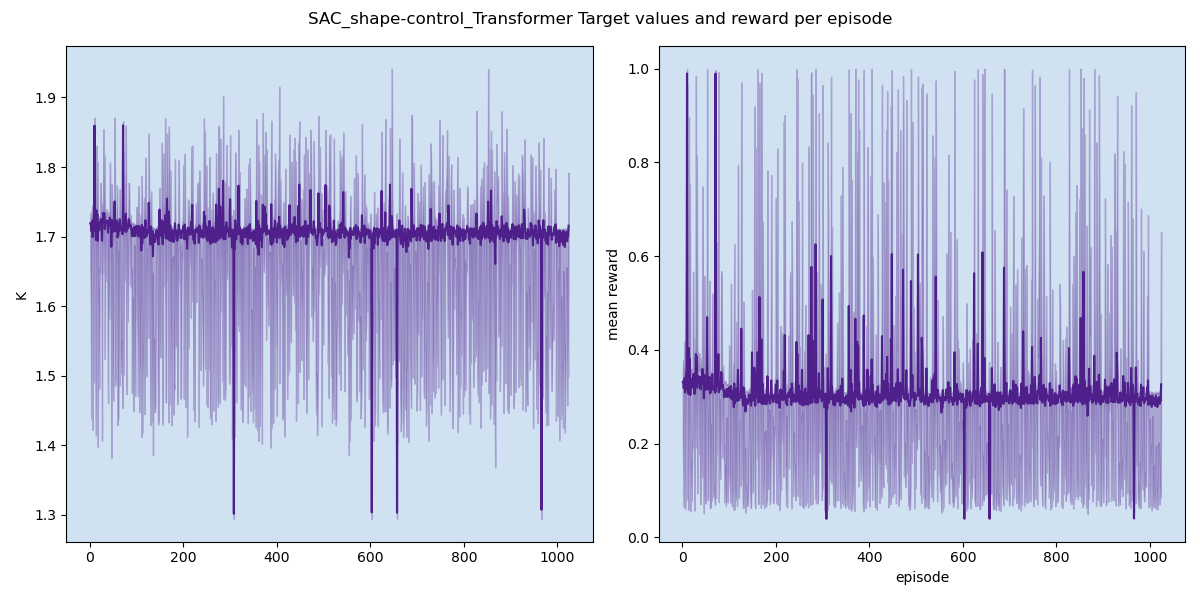 SAC_shape-control_Transformer Target values and reward per episode
K
1.9
1.8
1.7
1.6
1.5
1.4
1.3
0 200 400 600 800 1000
mean reward
1.0
0.8
0.6
0.4
0.2
0.0
0 200 400 600 800 1000
episode